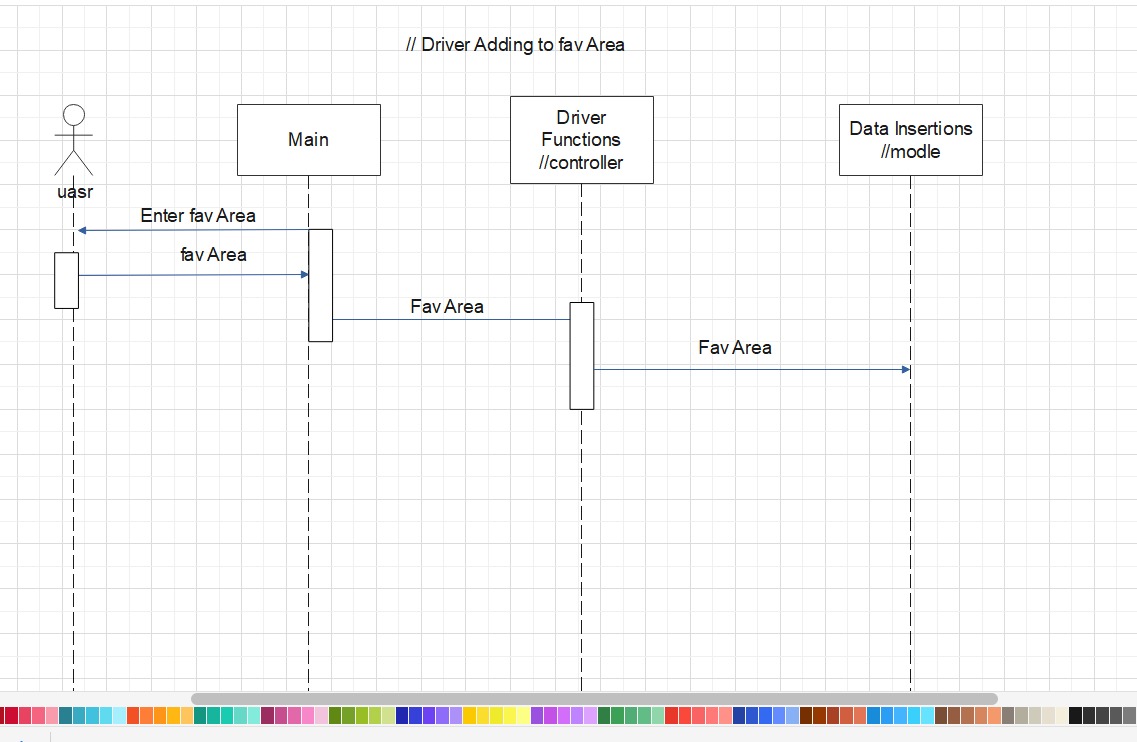 // Driver Adding to fav Area
Main
Driver
Functions
//controller
Data Insertions
//modle
uasr
Enter fav Area
fav Area
Fav Area
Fav Area